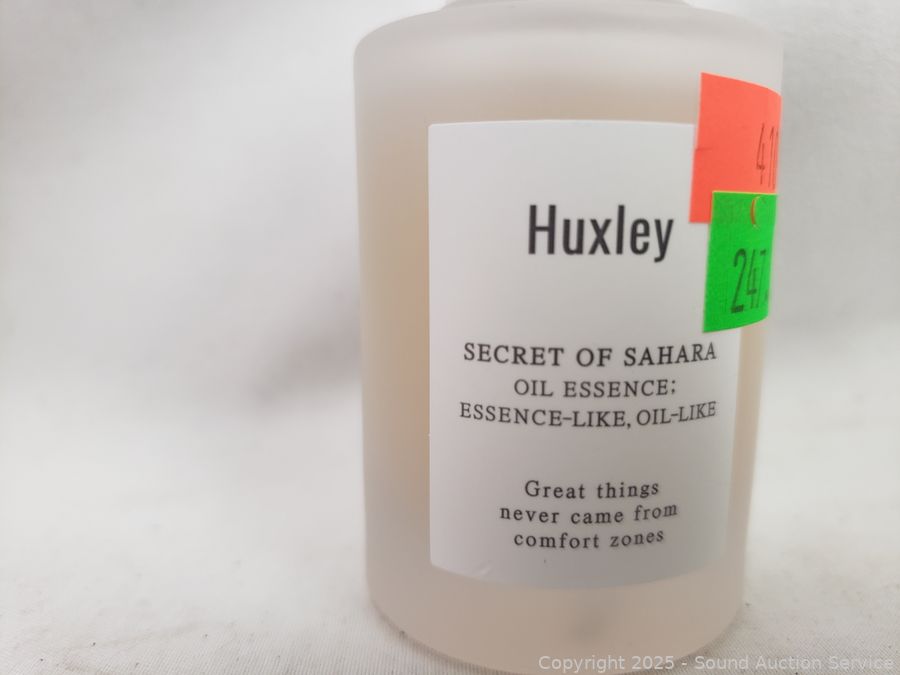 Huxley
SECRET OF SAHARA
OIL ESSENCE:
ESSENCE-LIKE, OIL-LIKE
Great things
never came from
comfort zones
Copyright 2025 - Sound Auction Service